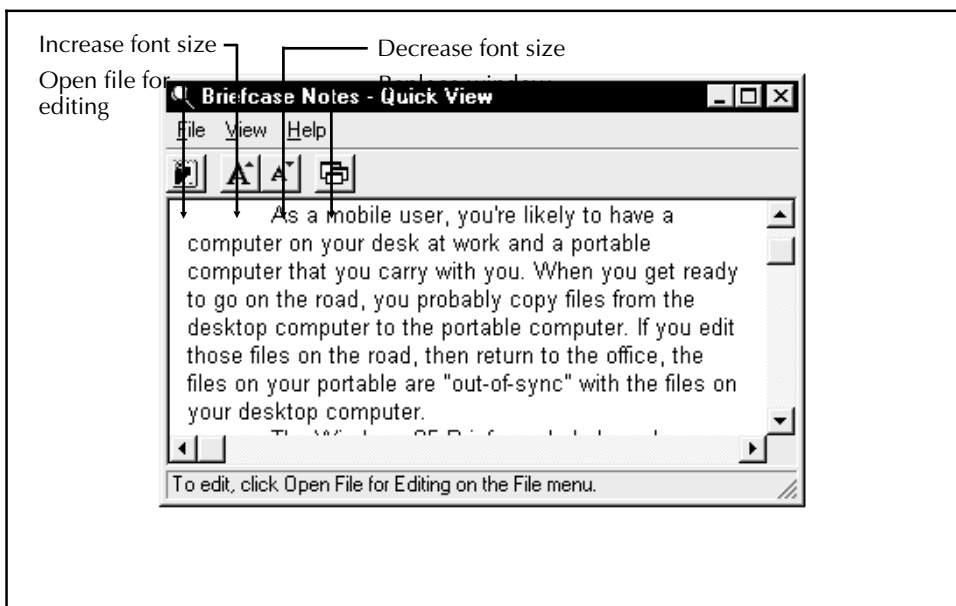 Increase font size
Decrease font size
Open file for
editing
Briefcase Notes - Quick View
File View Help
As a mobile user, you're likely to have a
computer on your desk at work and a portable
computer that you carry with you. When you get ready
to go on the road, you probably copy files from the
desktop computer to the portable computer. If you edit
those files on the road, then return to the office, the
files on your portable are "out-of-sync" with the files on
your desktop computer.
To edit, click Open File for Editing on the File menu.